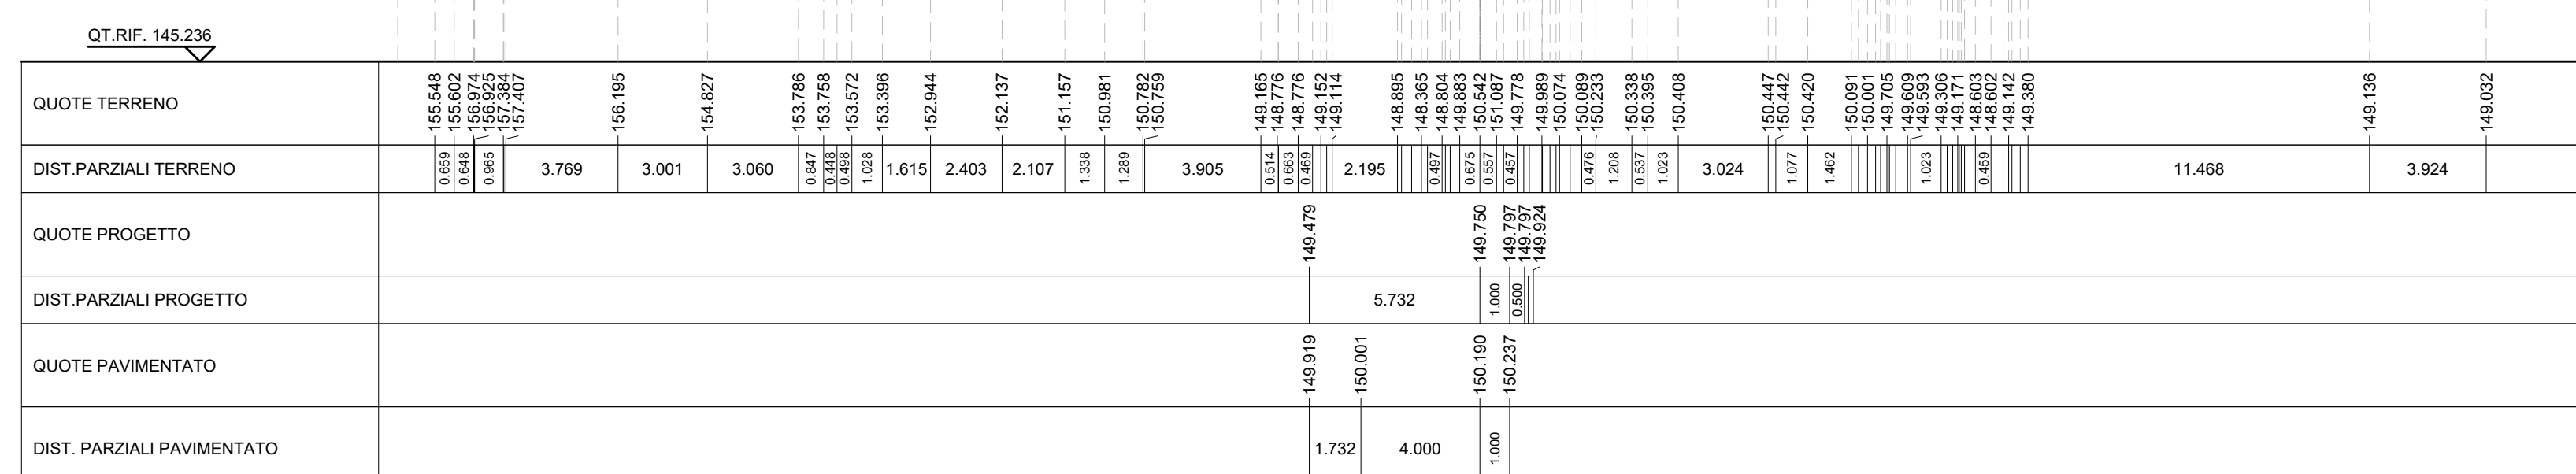 QT.RIF. 145.236
QUOTE TERRENO
155.548 155.602 156.974 156.925 157.384 157.407 156.195 154.827 153.786 153.758 153.572 153.396 152.944 152.137 151.157 150.981 150.782 150.759 149.165 148.776 148.776 149.152 149.114 148.895 148.365 148.804 149.883 150.542 151.087 149.778 149.989 150.074 150.089 150.233 150.338 150.395 150.408 150.447 150.442 150.420 150.091 150.001 149.705 149.609 149.593 149.306 149.171 148.603 148.602 149.142 149.380 149.136 149.032
DIST.PARZIALI TERRENO
0.659 0.648 0.965 3.769 3.001 3.060 0.847 0.448 0.498 1.028 1.615 2.403 2.107 1.338 1.289 3.905 0.514 0.663 0.469 2.195 0.497 0.675 0.557 0.457 0.476 1.208 0.537 1.023 3.024 1.077 1.462 1.023 0.459 11.468 3.924
QUOTE PROGETTO
149.479 149.750 149.797 149.797 149.924
DIST.PARZIALI PROGETTO
5.732 1.000 0.500
QUOTE PAVIMENTATO
149.919 150.001 150.190 150.237
DIST. PARZIALI PAVIMENTATO
1.732 4.000 1.000